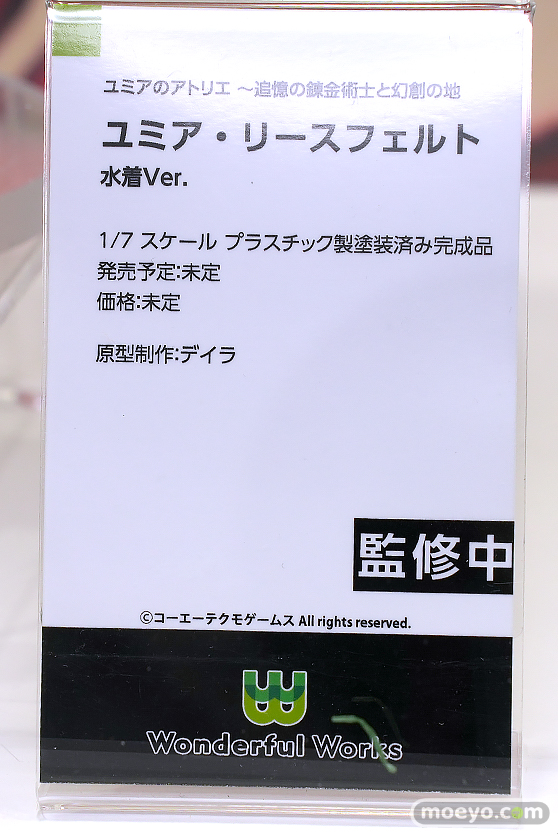 ユミアのアトリエ ～追憶の錬金術士と幻創の地
ユミア・リースフェルト
水着Ver.
1/7 スケール プラスチック製塗装済み完成品
発売予定:未定
価格:未定
原型制作:デイラ
監修中
©コーエーテクモゲームス All rights reserved.
Wonderful Works
moeyo.com